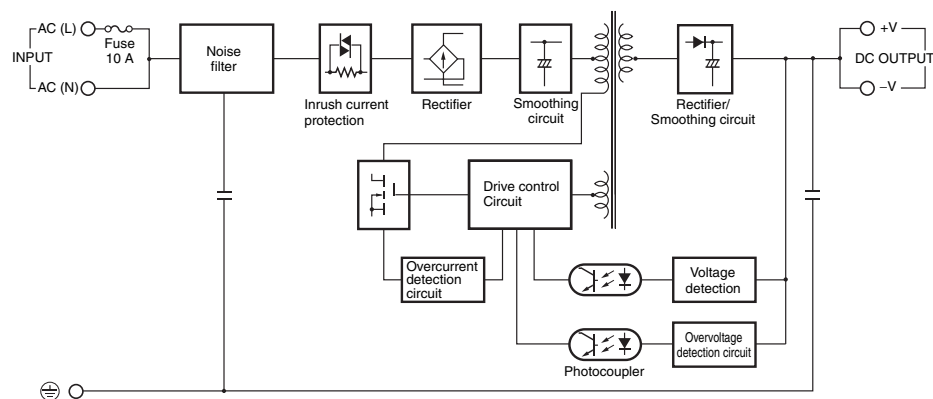 AC (L)
Fuse
10 A
INPUT
AC (N)
Noise
filter
Inrush current
protection
Rectifier
Smoothing
circuit
Rectifier/
Smoothing circuit
+V
DC OUTPUT
–V
Drive control
Circuit
Overcurrent
detection
circuit
Voltage
detection
Overvoltage
detection circuit
Photocoupler